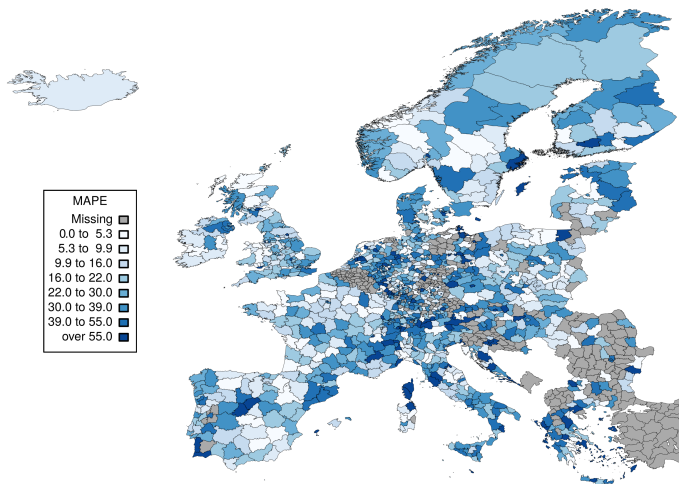 MAPE
Missing
0.0 to 5.3
5.3 to 9.9
9.9 to 16.0
16.0 to 22.0
22.0 to 30.0
30.0 to 39.0
39.0 to 55.0
over 55.0